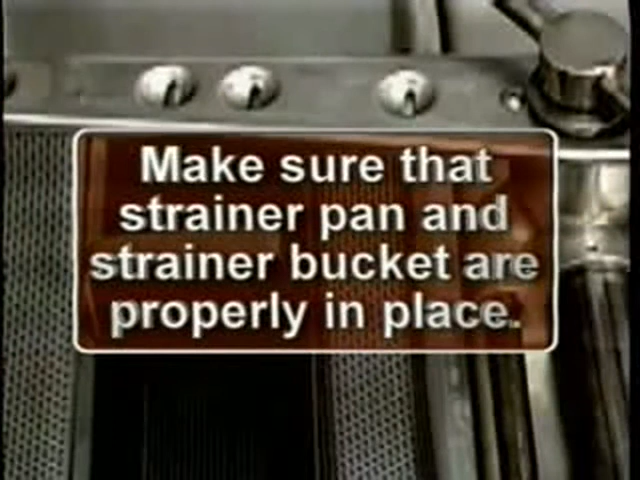 Make sure that
strainer pan and
strainer bucket are
properly in place.